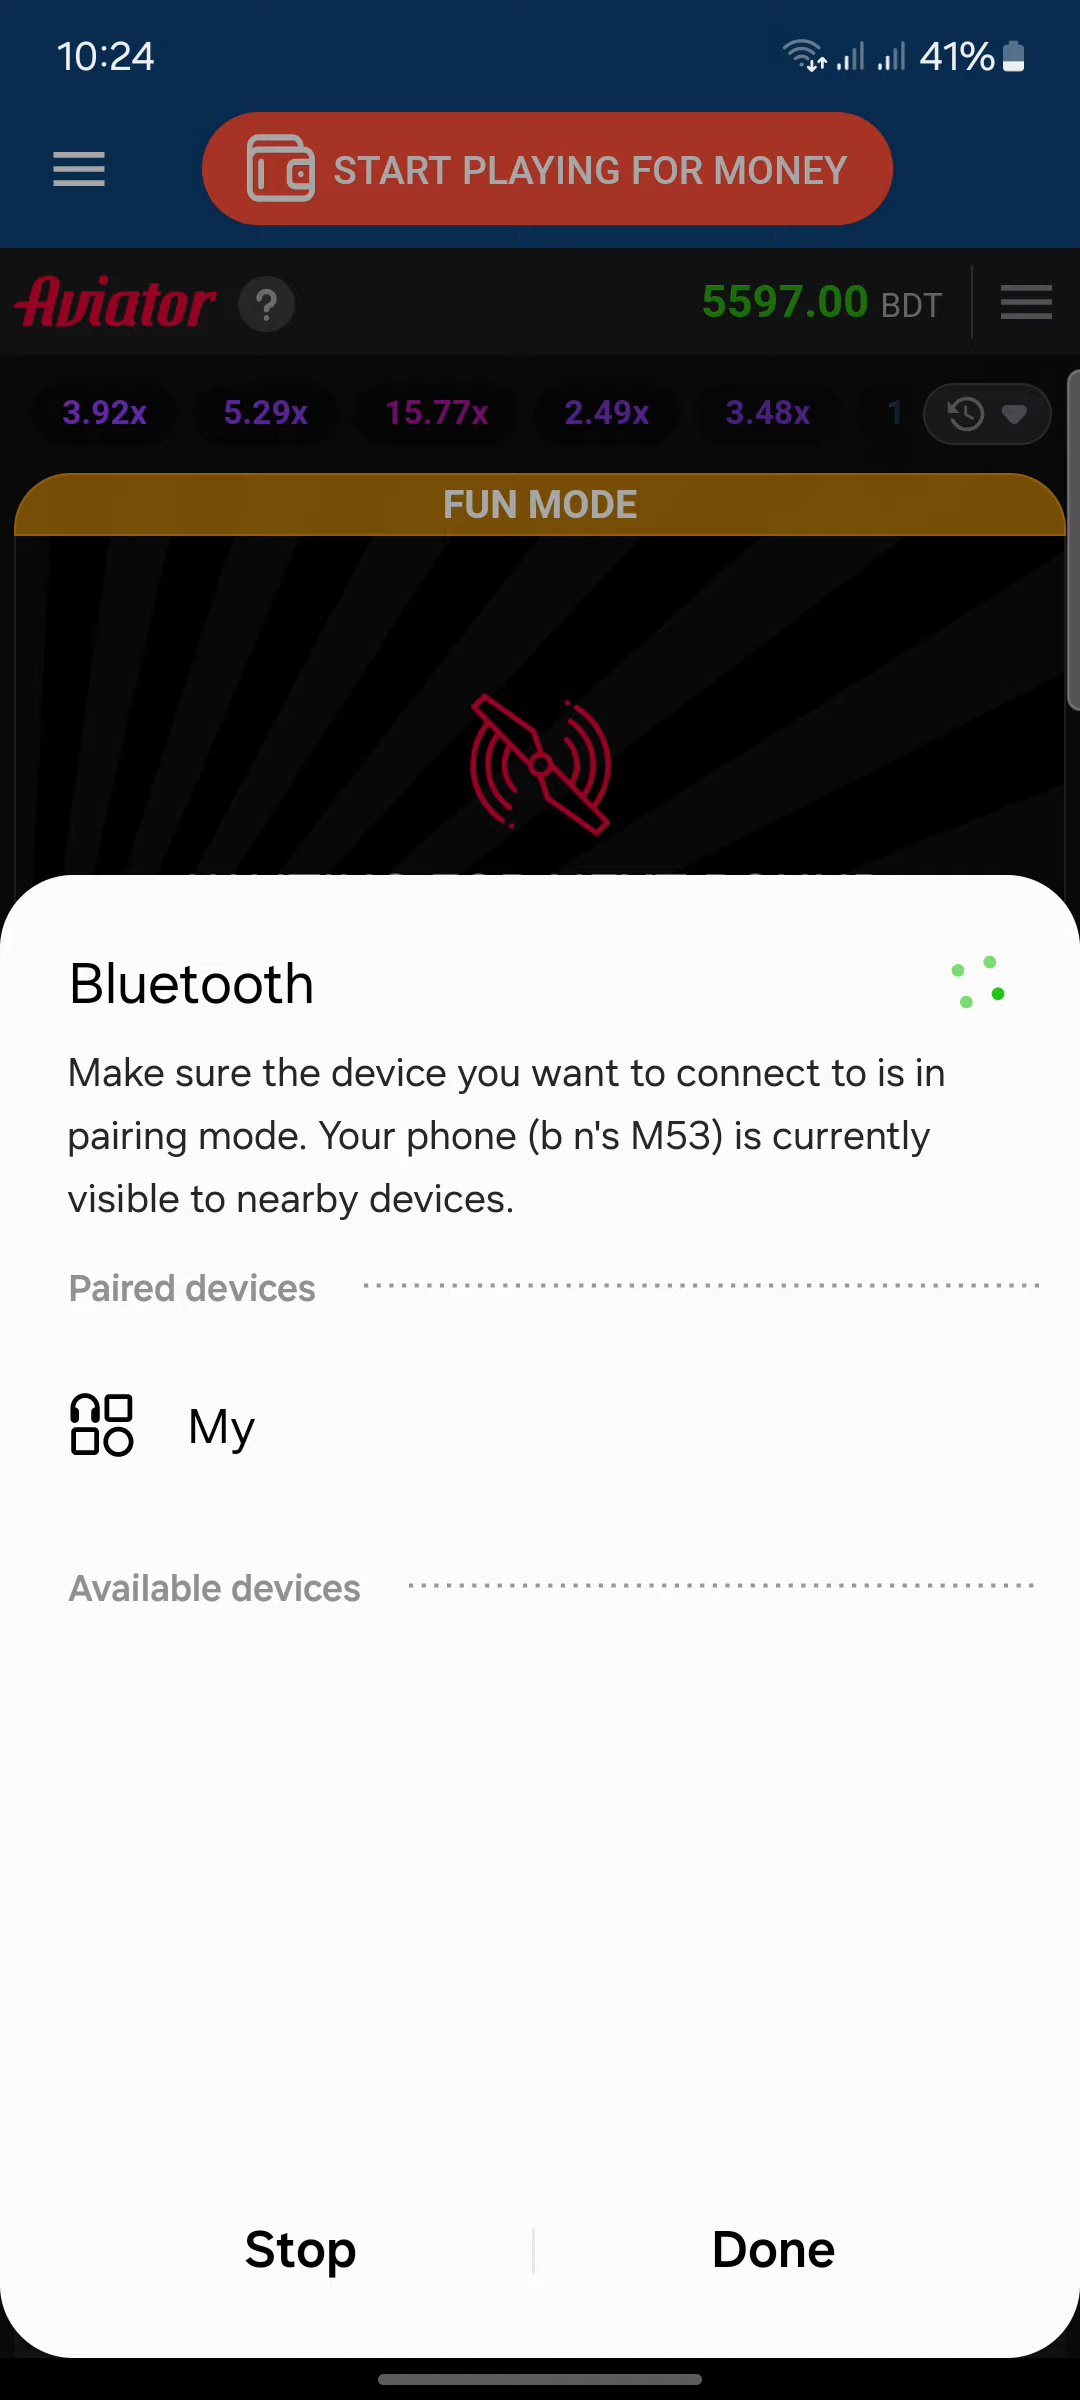 10:24
41%
START PLAYING FOR MONEY
Aviator ?
5597.00 BDT
3.92x 5.29x 15.77x 2.49x 3.48x 1
FUN MODE
Bluetooth
Make sure the device you want to connect to is in
pairing mode. Your phone (b n's M53) is currently
visible to nearby devices.
Paired devices
My
Available devices
Stop
Done